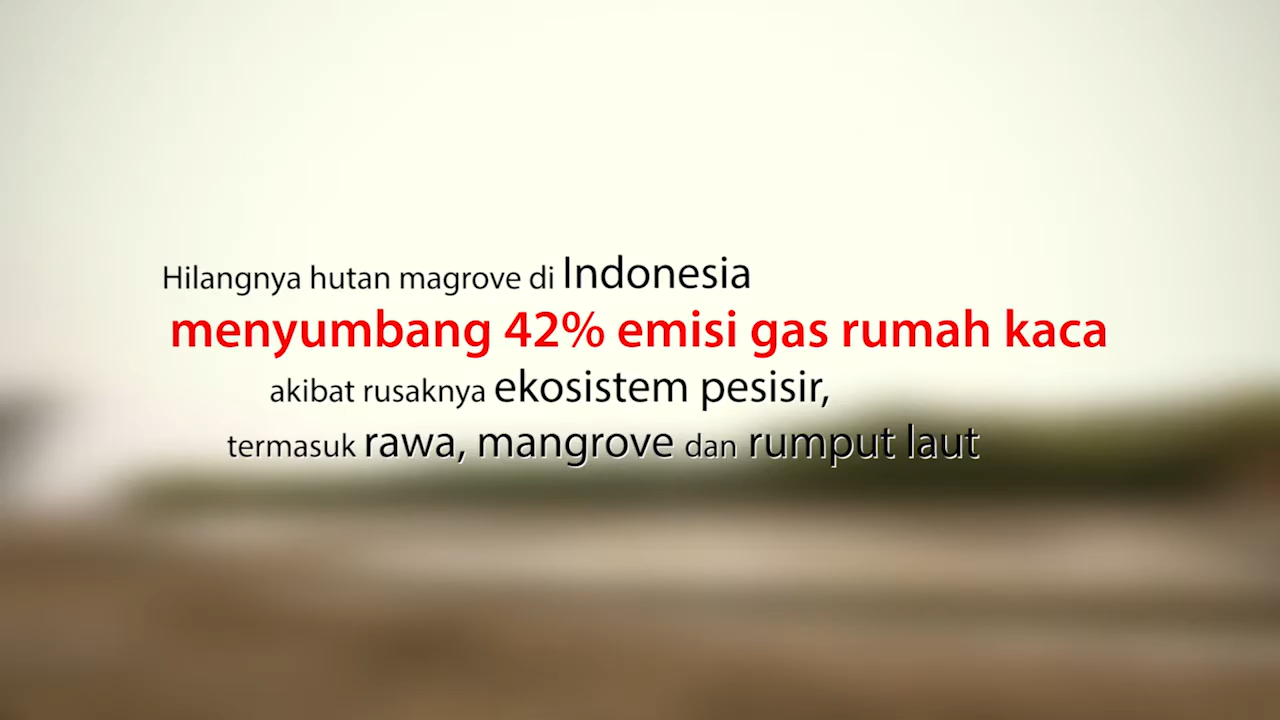 Hilangnya hutan magrove di Indonesia
menyumbang 42% emisi gas rumah kaca
akibat rusaknya ekosistem pesisir,
termasuk rawa, mangrove dan rumput laut